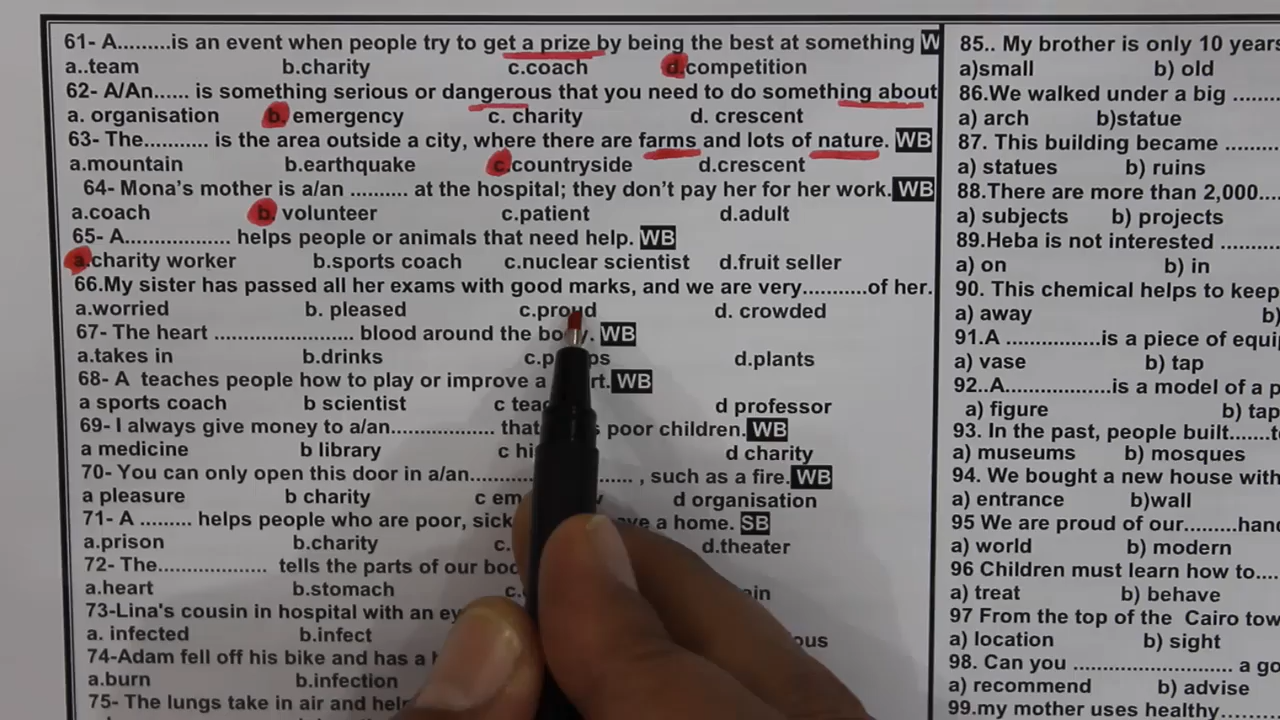 61- A.........is an event when people try to get a prize by being the best at something W
a..team b.charity c.coach d.competition
62- A/An...... is something serious or dangerous that you need to do something about
a. organisation b. emergency c. charity d. crescent
63- The........... is the area outside a city, where there are farms and lots of nature. WB
a.mountain b.earthquake c.countryside d.crescent
64- Mona's mother is a/an .......... at the hospital; they don't pay her for her work. WB
a.coach b. volunteer c.patient d.adult
65- A.................. helps people or animals that need help. WB
a.charity worker b.sports coach c.nuclear scientist d.fruit seller
66.My sister has passed all her exams with good marks, and we are very...........of her.
a.worried b. pleased c.proud d. crowded
67- The heart ........................ blood around the body. WB
a.takes in b.drinks d.plants
68- A teaches people how to play or improve a WB
a sports coach b scientist d professor
69- I always give money to a/an.................. poor children. WB
a medicine b library d charity
70- You can only open this door in a/an........ , such as a fire. WB
a pleasure b charity d organisation
71- A ......... helps people who are poor, sick a home. SB
a.prison b.charity c. d.theater
72- The.................. tells the parts of our
a.heart b.stomach
73-Lina's cousin in hospital with an
a. infected b.infect
74-Adam fell off his bike and has a
a.burn b.infection
75- The lungs take in air and
85.. My brother is only 10 years
a)small b) old
86.We walked under a big .........
a) arch b)statue
87. This building became .........
a) statues b) ruins
88.There are more than 2,000....
a) subjects b) projects
89.Heba is not interested ..........
a) on b) in
90. This chemical helps to keep
a) away b)
91.A ...............is a piece of
a) vase b) tap
92..A..................is a model of a
a) figure b) tap
93. In the past, people built.......
a) museums b) mosques
94. We bought a new house with
a) entrance b)wall
95 We are proud of our.........
a) world b) modern
96 Children must learn how to....
a) treat b) behave
97 From the top of the Cairo
a) location b) sight
98. Can you ........................ a
a) recommend b) advise
99.my mother uses healthy......